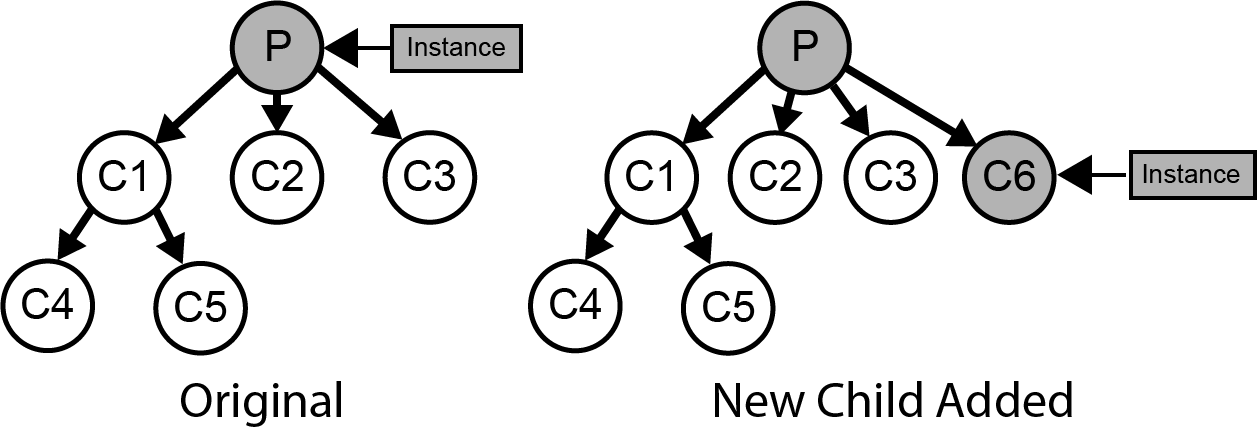 P
Instance
C1
C2
C3
C4
C5
Original
P
C1
C2
C3
C6
Instance
C4
C5
New Child Added